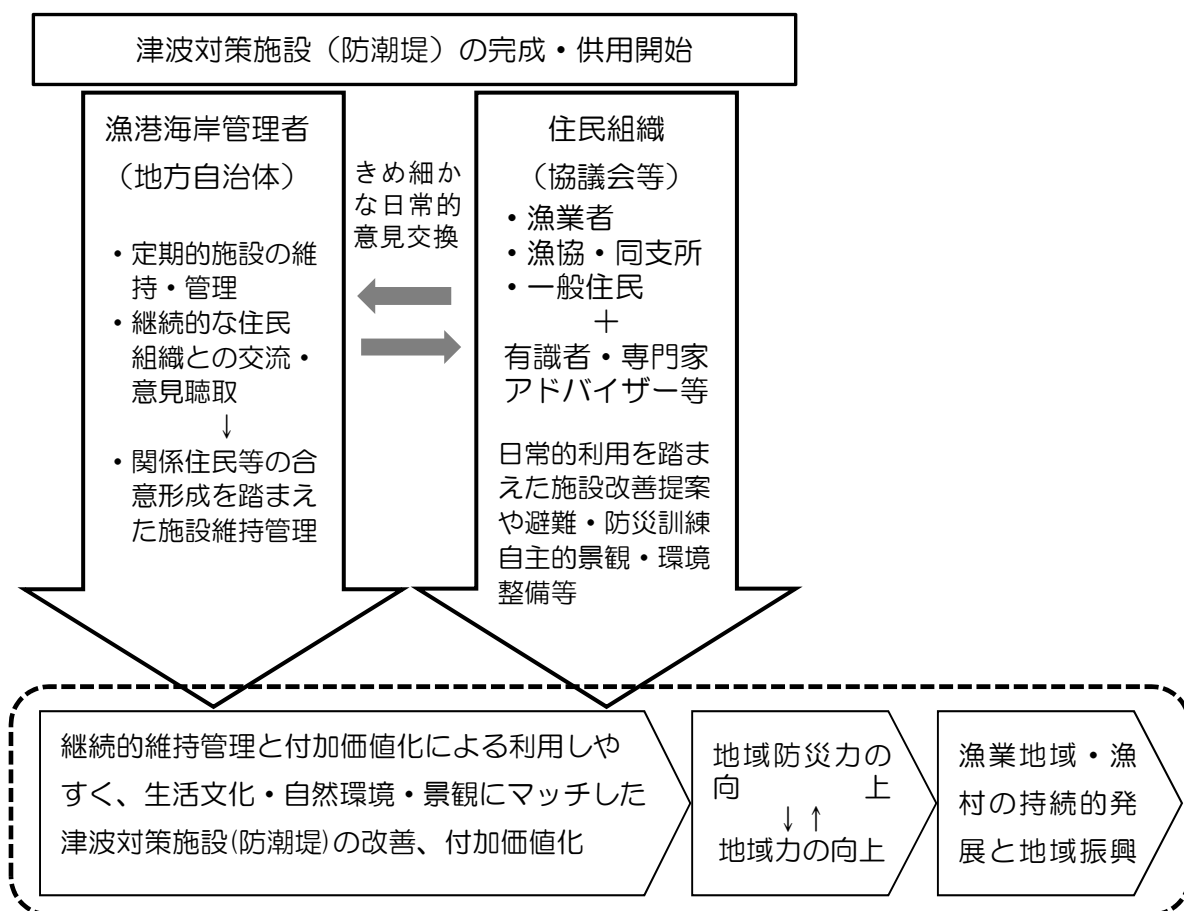 津波対策施設（防潮堤）の完成・供用開始
漁港海岸管理者
（地方自治体）
・定期的施設の維
持・管理
・継続的な住民
組織との交流・
意見聴取
↓
・関係住民等の合
意形成を踏まえ
た施設維持管理
きめ細か
な日常的
意見交換
住民組織
（協議会等）
・漁業者
・漁協・同支所
・一般住民
＋
有識者・専門家
アドバイザー等
日常的利用を踏ま
えた施設改善提案
や避難・防災訓練
自主的景観・環境
整備等
継続的維持管理と付加価値化による利用しや
すく、生活文化・自然環境・景観にマッチした
津波対策施設(防潮堤)の改善、付加価値化
地域防災力の
向　　　　上
↓↑
地域力の向上
漁業地域・漁
村の持続的発
展と地域振興